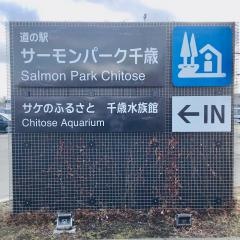 道の駅
サーモンパーク千歳
Salmon Park Chitose
サケのふるさと　千歳水族館
Chitose Aquarium
←IN